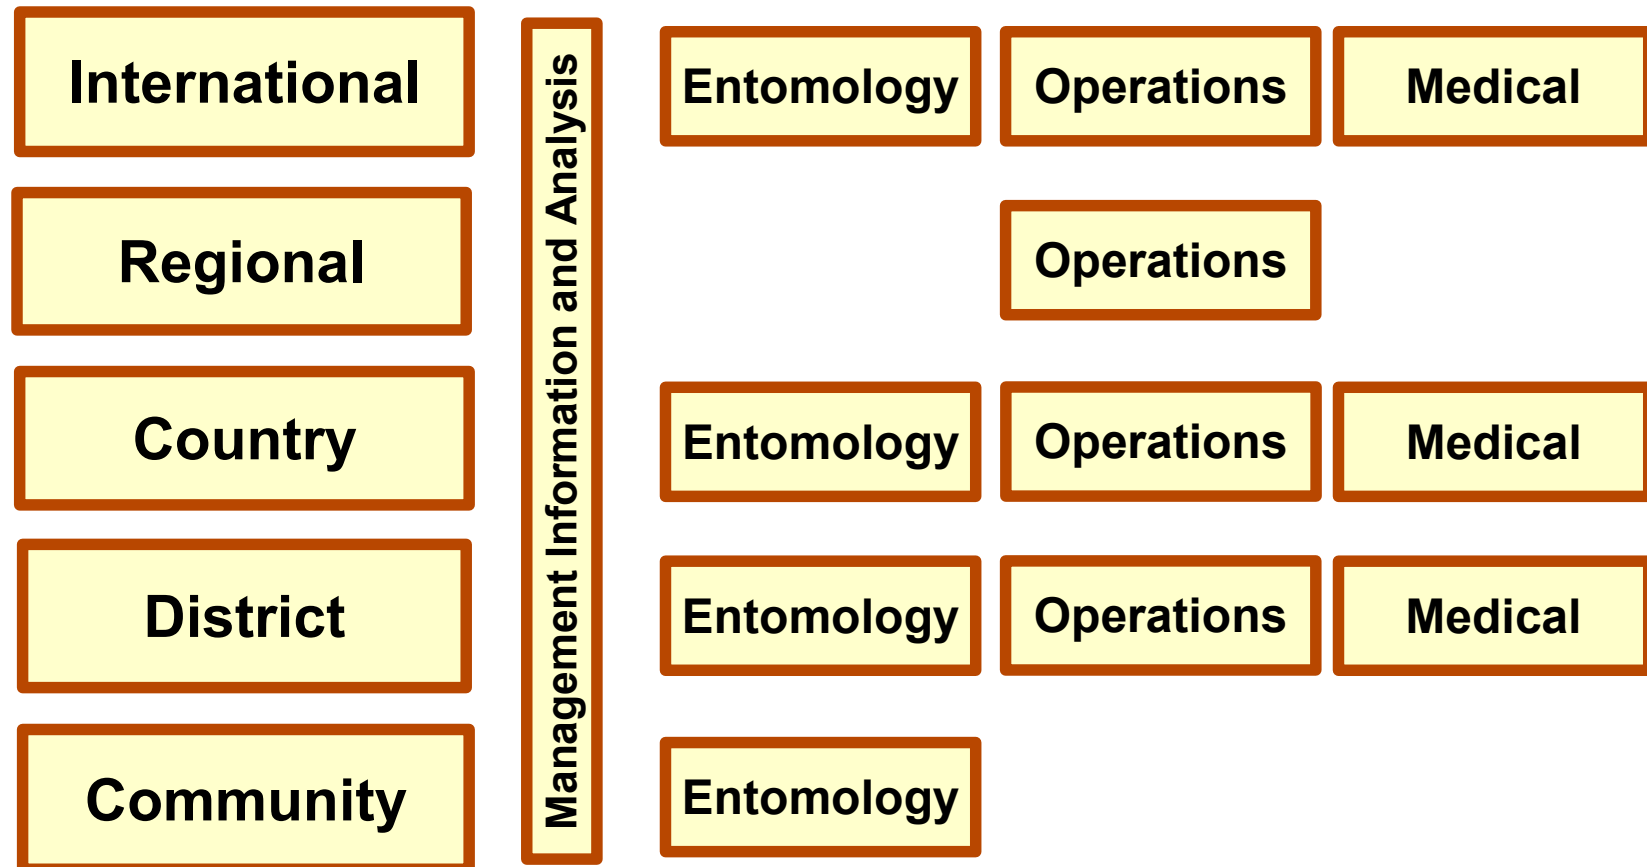 International
Management Information and Analysis
Entomology
Operations
Medical
Regional
Operations
Country
Entomology
Operations
Medical
District
Entomology
Operations
Medical
Community
Entomology